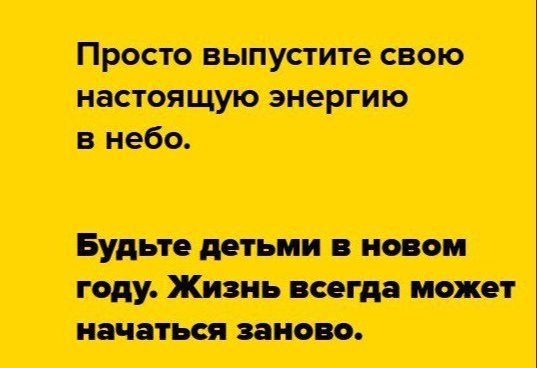 Просто выпустите свою
настоящую энергию
в небо.
Будьте детьми в новом
году. Жизнь всегда может
начаться заново.